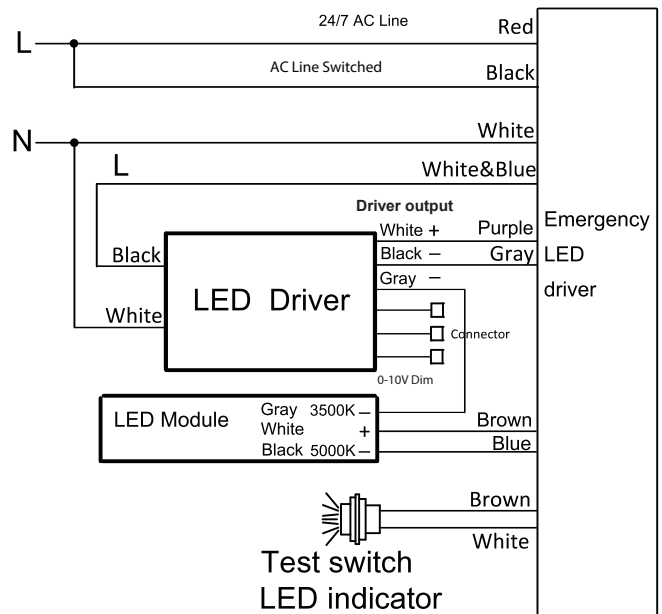 24/7 AC Line
Red
L
AC Line Switched
Black
N
White
L
White&Blue
Driver output
White + Purple
Black – Gray
Gray –
Emergency
LED
driver
Black
LED Driver
White
Connector
0-10V Dim
LED Module
Gray 3500K –
White +
Black 5000K –
Brown
Blue
Brown
White
Test switch
LED indicator